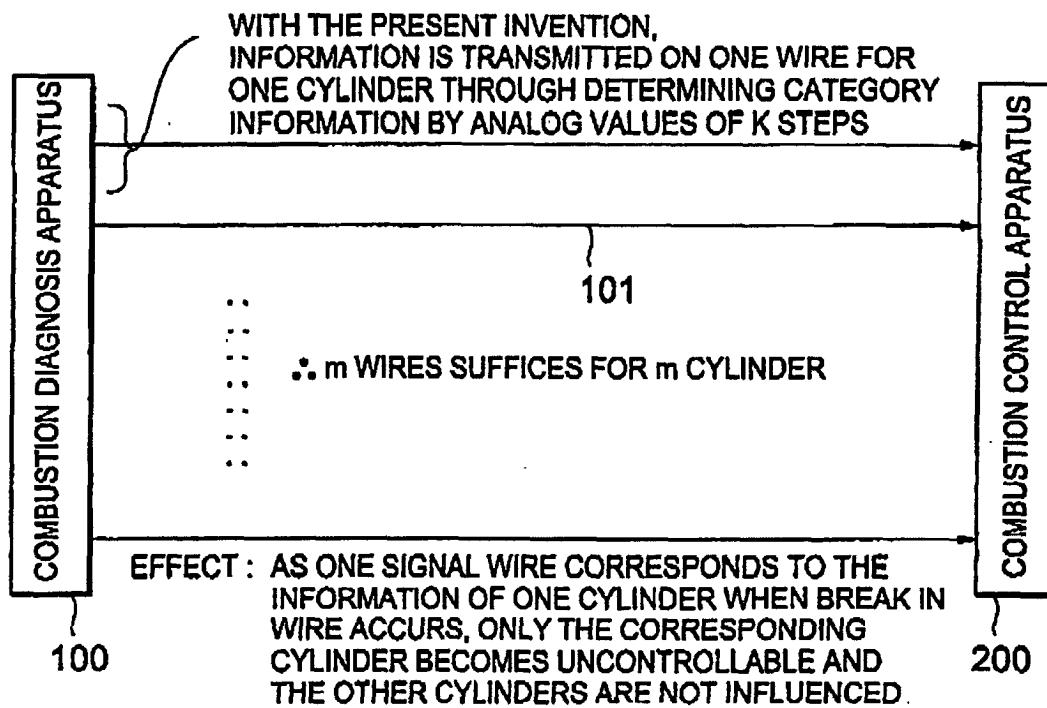 WITH THE PRESENT INVENTION,
INFORMATION IS TRANSMITTED ON ONE WIRE FOR
ONE CYLINDER THROUGH DETERMINING CATEGORY
INFORMATION BY ANALOG VALUES OF K STEPS
COMBUSTION DIAGNOSIS APPARATUS
COMBUSTION CONTROL APPARATUS
101
∴ m WIRES SUFFICES FOR m CYLINDER
EFFECT : AS ONE SIGNAL WIRE CORRESPONDS TO THE
INFORMATION OF ONE CYLINDER WHEN BREAK IN
WIRE ACCURS, ONLY THE CORRESPONDING
CYLINDER BECOMES UNCONTROLLABLE AND
THE OTHER CYLINDERS ARE NOT INFLUENCED.
100
200